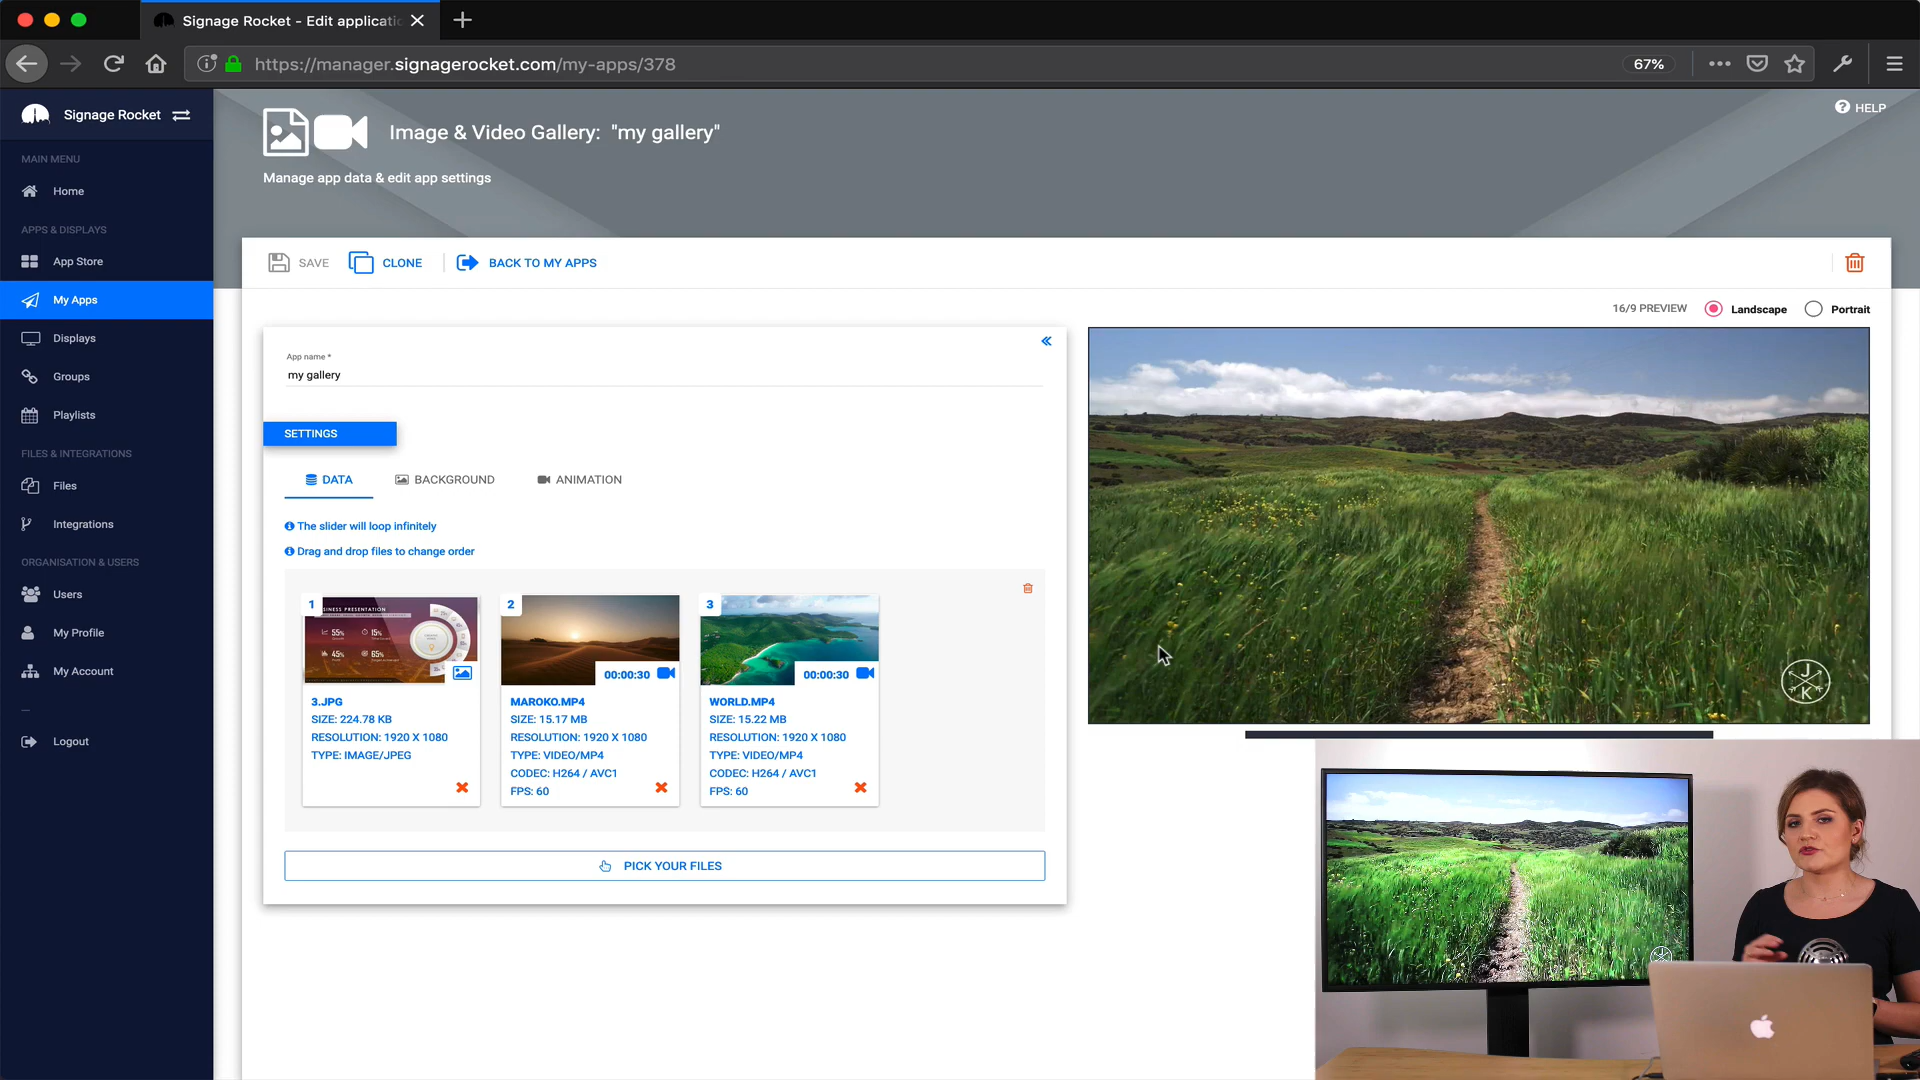 Signage Rocket - Edit applicatio
https://manager.signagerocket.com/my-apps/378
67%
Signage Rocket
HELP
Image & Video Gallery: "my gallery"
Manage app data & edit app settings
MAIN MENU
Home
APPS & DISPLAYS
App Store
My Apps
Displays
Groups
Playlists
FILES & INTEGRATIONS
Files
Integrations
ORGANISATION & USERS
Users
My Profile
My Account
Logout
SAVE
CLONE
BACK TO MY APPS
16/9 PREVIEW
Landscape
Portrait
App name *
my gallery
SETTINGS
DATA
BACKGROUND
ANIMATION
The slider will loop infinitely
Drag and drop files to change order
1
SINESS PRESENTATION
55%
15%
45%
65%
3.JPG
SIZE: 224.78 KB
RESOLUTION: 1920 X 1080
TYPE: IMAGE/JPEG
2
00:00:30
MAROKO.MP4
SIZE: 15.17 MB
RESOLUTION: 1920 X 1080
TYPE: VIDEO/MP4
CODEC: H264 / AVC1
FPS: 60
3
00:00:30
WORLD.MP4
SIZE: 15.22 MB
RESOLUTION: 1920 X 1080
TYPE: VIDEO/MP4
CODEC: H264 / AVC1
FPS: 60
PICK YOUR FILES
J
K